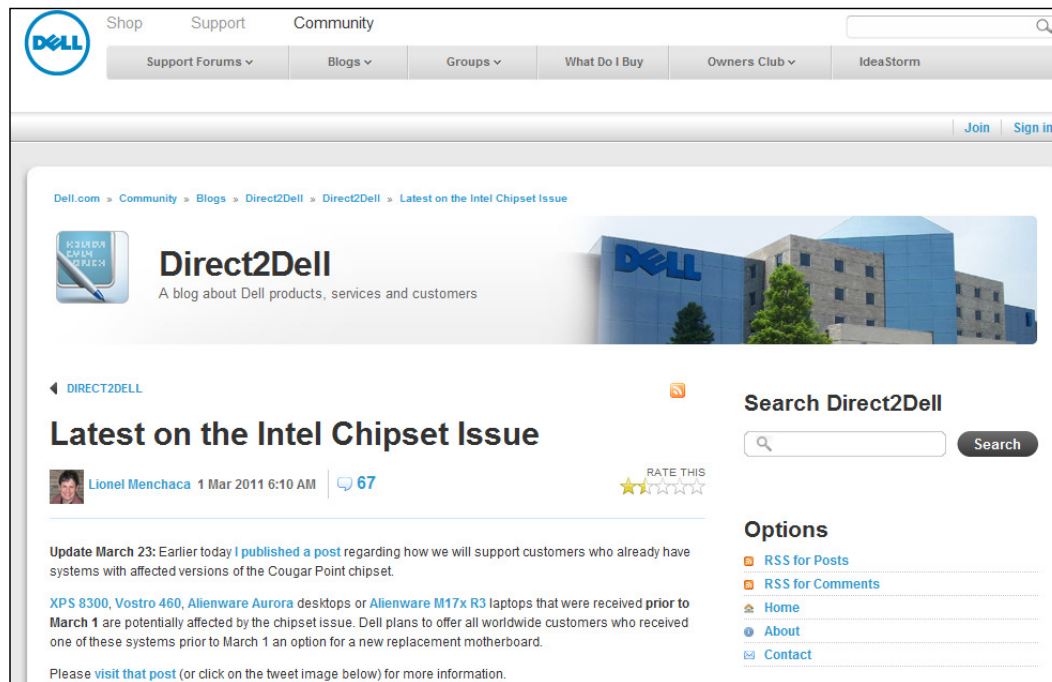 Shop Support Community
DELL
Support Forums Blogs Groups What Do I Buy Owners Club IdeaStorm
Join Sign in
Dell.com » Community » Blogs » Direct2Dell » Direct2Dell » Latest on the Intel Chipset Issue
Direct2Dell
A blog about Dell products, services and customers
DELL
DIRECT2DELL
Latest on the Intel Chipset Issue
Lionel Menchaca 1 Mar 2011 6:10 AM 67
RATE THIS
Update March 23: Earlier today I published a post regarding how we will support customers who already have
systems with affected versions of the Cougar Point chipset.
XPS 8300, Vostro 460, Alienware Aurora desktops or Alienware M17x R3 laptops that were received prior to
March 1 are potentially affected by the chipset issue. Dell plans to offer all worldwide customers who received
one of these systems prior to March 1 an option for a new replacement motherboard.
Please visit that post (or click on the tweet image below) for more information.
Search Direct2Dell
Search
Options
RSS for Posts
RSS for Comments
Home
About
Contact